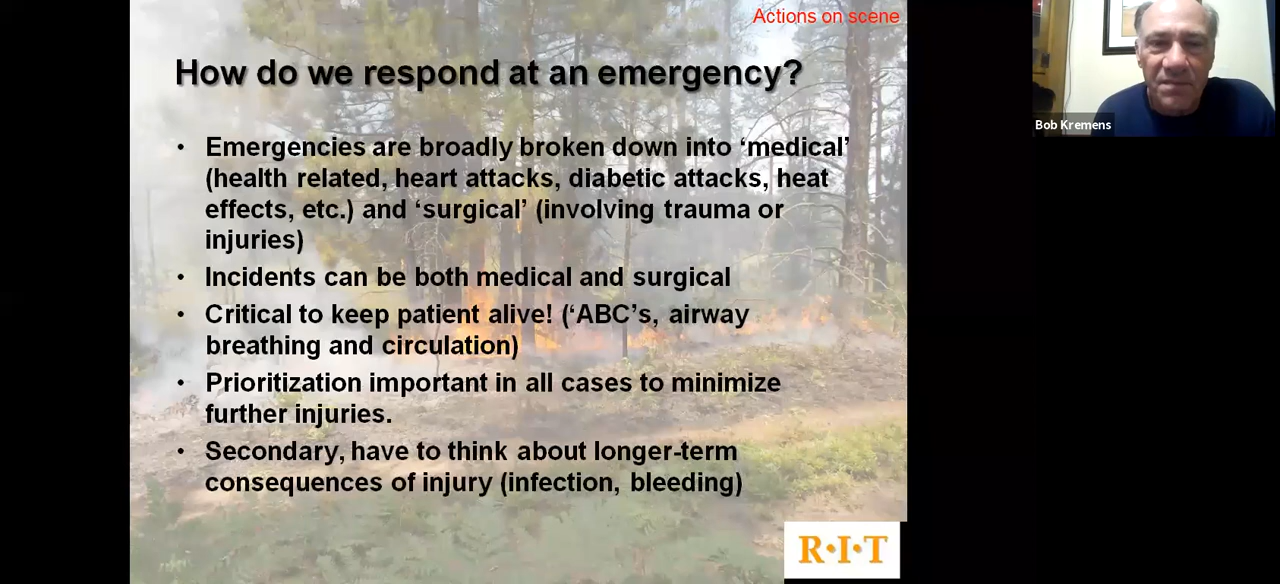 Actions on scene
How do we respond at an emergency?
• Emergencies are broadly broken down into ‘medical’
(health related, heart attacks, diabetic attacks, heat
effects, etc.) and ‘surgical’ (involving trauma or
injuries)
• Incidents can be both medical and surgical
• Critical to keep patient alive! (‘ABC’s, airway
breathing and circulation)
• Prioritization important in all cases to minimize
further injuries.
• Secondary, have to think about longer-term
consequences of injury (infection, bleeding)
R·I·T
Bob Kremens